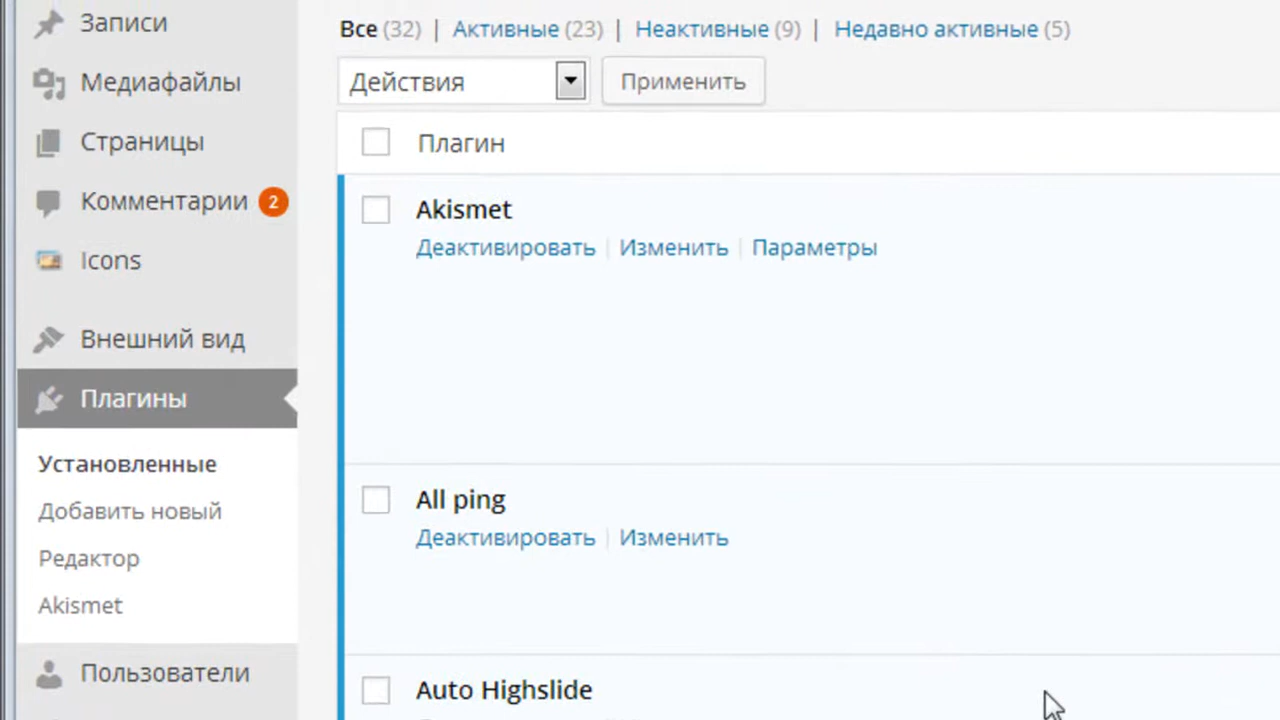 Записи
Медиафайлы
Страницы
Комментарии 2
Icons
Внешний вид
Плагины
Установленные
Добавить новый
Редактор
Akismet
Пользователи
Все (32) | Активные (23) | Неактивные (9) | Недавно активные (5)
Действия Применить
Плагин
Akismet
Деактивировать | Изменить | Параметры
All ping
Деактивировать | Изменить
Auto Highslide